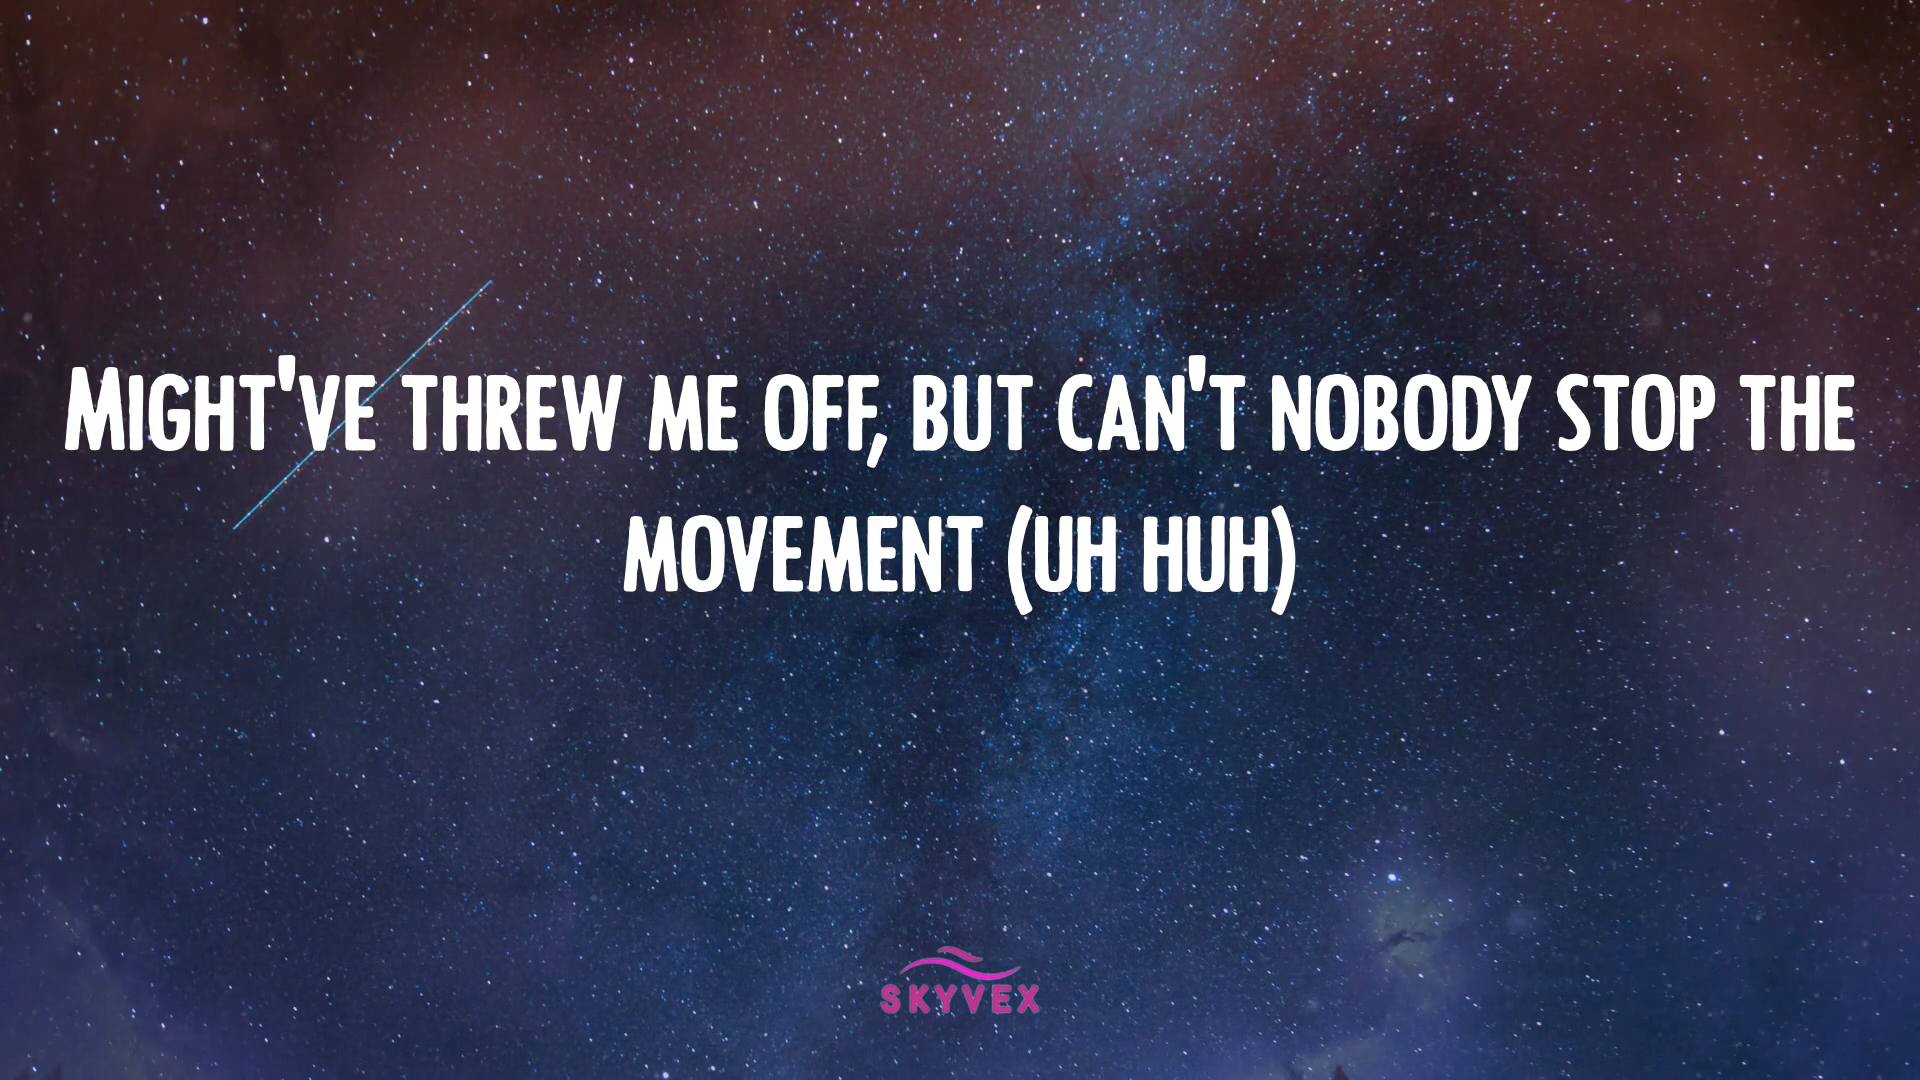 Might've threw me off, but can't nobody stop the
movement (uh huh)
SKYVEX